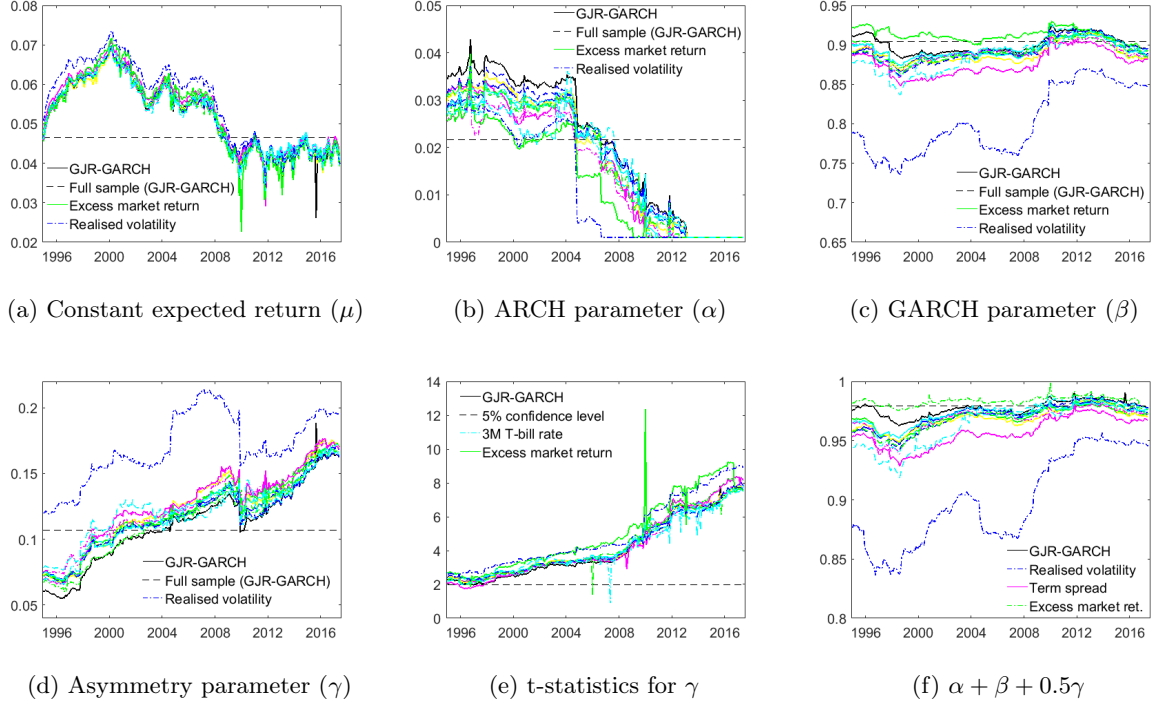 0.08
0.07
0.06
0.05
0.04
0.03
0.02
GJR-GARCH
Full sample (GJR-GARCH)
Excess market return
Realised volatility
1996 2000 2004 2008 2012 2016
(a) Constant expected return (μ)
0.05
0.04
0.03
0.02
0.01
0
GJR-GARCH
Full sample (GJR-GARCH)
Excess market return
Realised volatility
1996 2000 2004 2008 2012 2016
(b) ARCH parameter (α)
0.95
0.9
0.85
0.8
0.75
0.7
0.65
GJR-GARCH
Full sample (GJR-GARCH)
Excess market return
Realised volatility
1996 2000 2004 2008 2012 2016
(c) GARCH parameter (β)
0.2
0.15
0.1
0.05
GJR-GARCH
Full sample (GJR-GARCH)
Realised volatility
1996 2000 2004 2008 2012 2016
(d) Asymmetry parameter (γ)
14
12
10
8
6
4
2
0
GJR-GARCH
5% confidence level
3M T-bill rate
Excess market return
1996 2000 2004 2008 2012 2016
(e) t-statistics for γ
1
0.95
0.9
0.85
0.8
GJR-GARCH
Realised volatility
Term spread
Excess market ret.
1996 2000 2004 2008 2012 2016
(f) α + β + 0.5γ